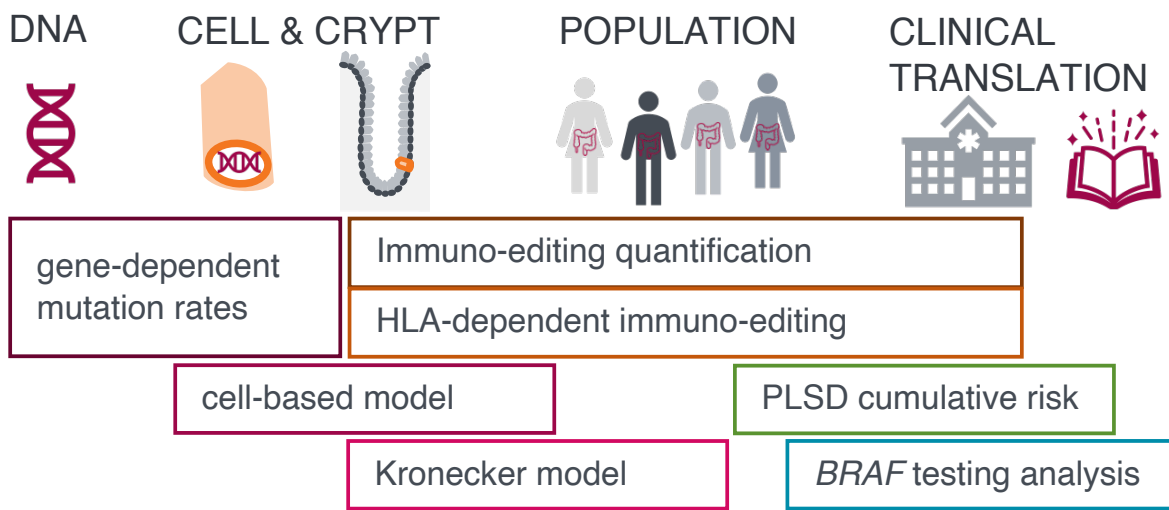 DNA
CELL & CRYPT
POPULATION
CLINICAL
TRANSLATION
gene-dependent
mutation rates
Immuno-editing quantification
HLA-dependent immuno-editing
cell-based model
PLSD cumulative risk
Kronecker model
BRAF testing analysis